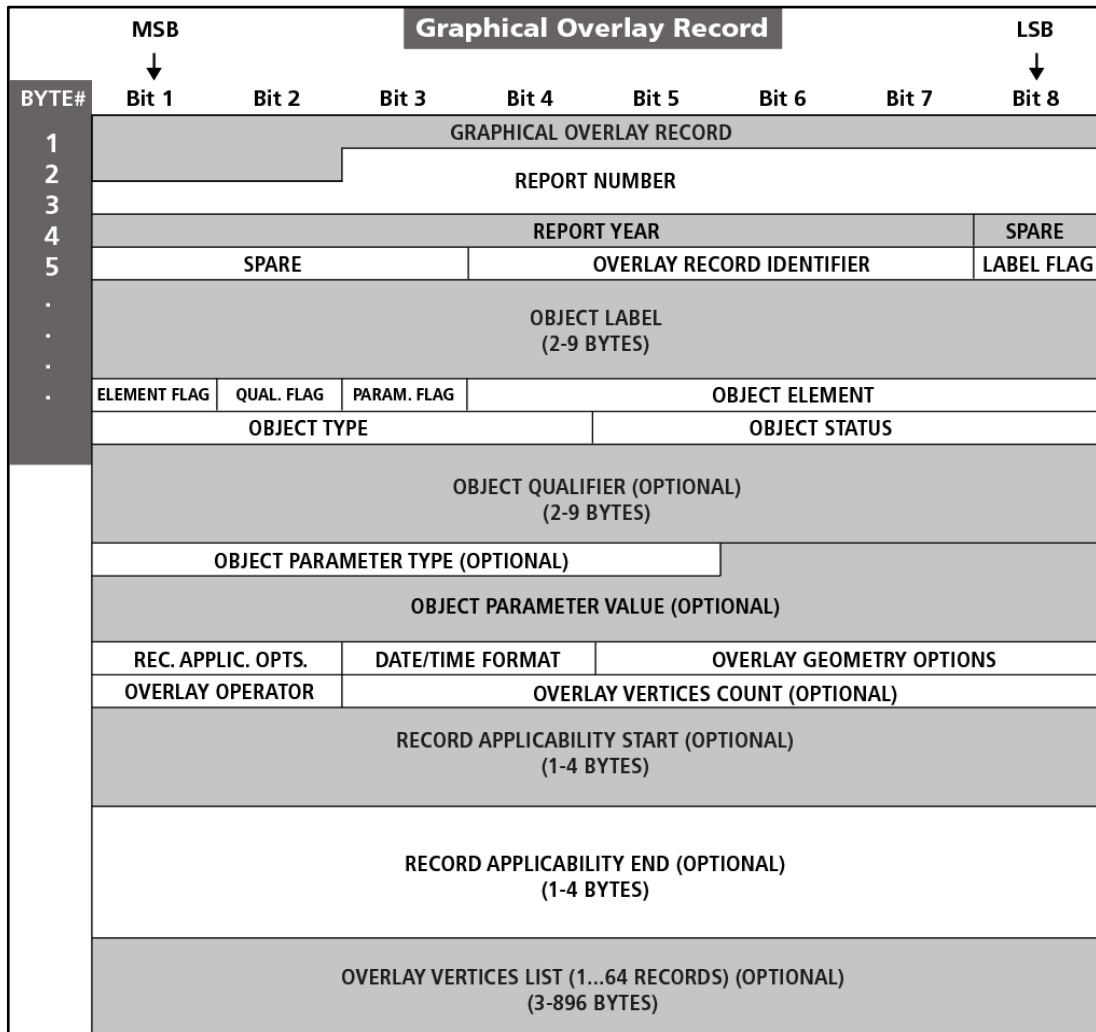 MSB Graphical Overlay Record LSB
BYTE# Bit 1 Bit 2 Bit 3 Bit 4 Bit 5 Bit 6 Bit 7 Bit 8
1 GRAPHICAL OVERLAY RECORD
2 REPORT NUMBER
3
4 REPORT YEAR SPARE
5 SPARE OVERLAY RECORD IDENTIFIER LABEL FLAG
.
. OBJECT LABEL
(2-9 BYTES)
.
. ELEMENT FLAG QUAL. FLAG PARAM. FLAG OBJECT ELEMENT
OBJECT TYPE OBJECT STATUS
OBJECT QUALIFIER (OPTIONAL)
(2-9 BYTES)
OBJECT PARAMETER TYPE (OPTIONAL)
OBJECT PARAMETER VALUE (OPTIONAL)
REC. APPLIC. OPTS. DATE/TIME FORMAT OVERLAY GEOMETRY OPTIONS
OVERLAY OPERATOR OVERLAY VERTICES COUNT (OPTIONAL)
RECORD APPLICABILITY START (OPTIONAL)
(1-4 BYTES)
RECORD APPLICABILITY END (OPTIONAL)
(1-4 BYTES)
OVERLAY VERTICES LIST (1...64 RECORDS) (OPTIONAL)
(3-896 BYTES)